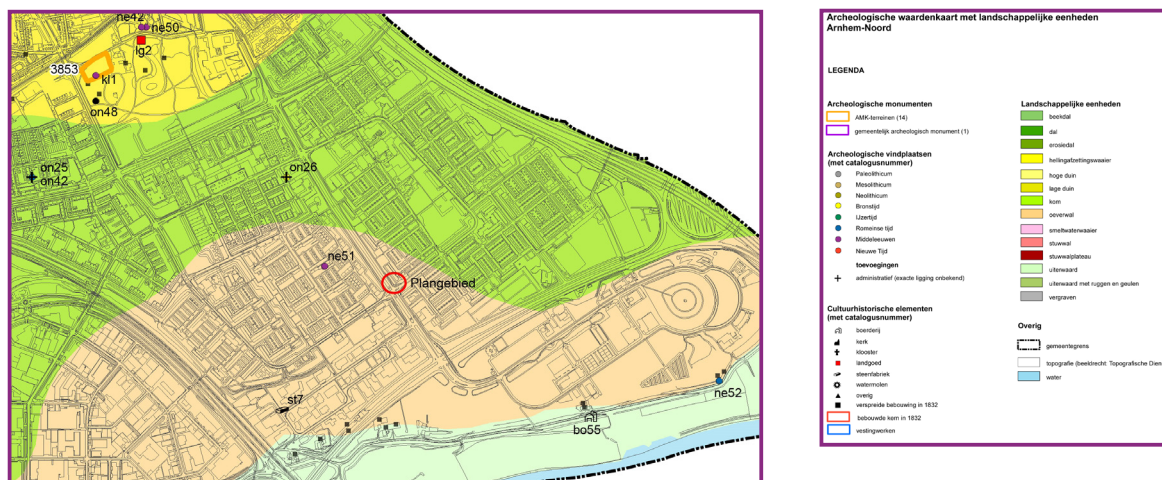 ne42
ne50
lg2
3853
kl1
on48
on25
on42
on26
ne51
Plangebied
st7
bo55
ne52
Archeologische waardenkaart met landschappelijke eenheden
Arnhem-Noord
LEGENDA
Archeologische monumenten
AMK-terreinen (14)
gemeentelijk archeologisch monument (1)
Archeologische vindplaatsen
(met catalogusnummer)
Paleolithicum
Mesolithicum
Neolithicum
Bronstijd
IJzertijd
Romeinse tijd
Middeleeuwen
Nieuwe Tijd
toevoegingen
administratief (exacte ligging onbekend)
Cultuurhistorische elementen
(met catalogusnummer)
boerderij
kerk
klooster
landgoed
steenfabriek
watermolen
overig
verspreide bebouwing in 1832
bebouwde kern in 1832
vestingwerken
Landschappelijke eenheden
beekdal
dal
erosiedal
hellingafzettingswaaier
hoge duin
lage duin
kom
oeverwal
smeltwaterwaaier
stuwwal
stuwwalplateau
uiterwaard
uiterwaard met ruggen en geulen
vergraven
Overig
gemeentegrens
topografie (beeldrecht: Topografische Dien
water